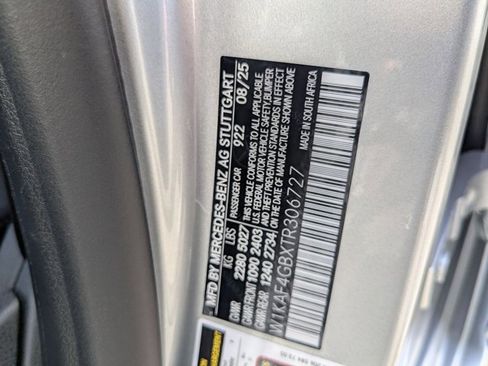 MFD BY MERCEDES-BENZ AG STUTTGART
PASSENGER CAR 922 08/25
KG LBS
GVWR 2280 5027
GAWR FRONT 1090 2403
GAWR REAR 1240 2734
THIS VEHICLE CONFORMS TO ALL APPLICABLE
U.S. FEDERAL MOTOR VEHICLE SAFETY, BUMPER
AND THEFT PREVENTION STANDARDS IN EFFECT
ON THE DATE OF MANUFACTURE SHOWN ABOVE
W1KAF4GBXTR306727
MADE IN SOUTH AFRICA